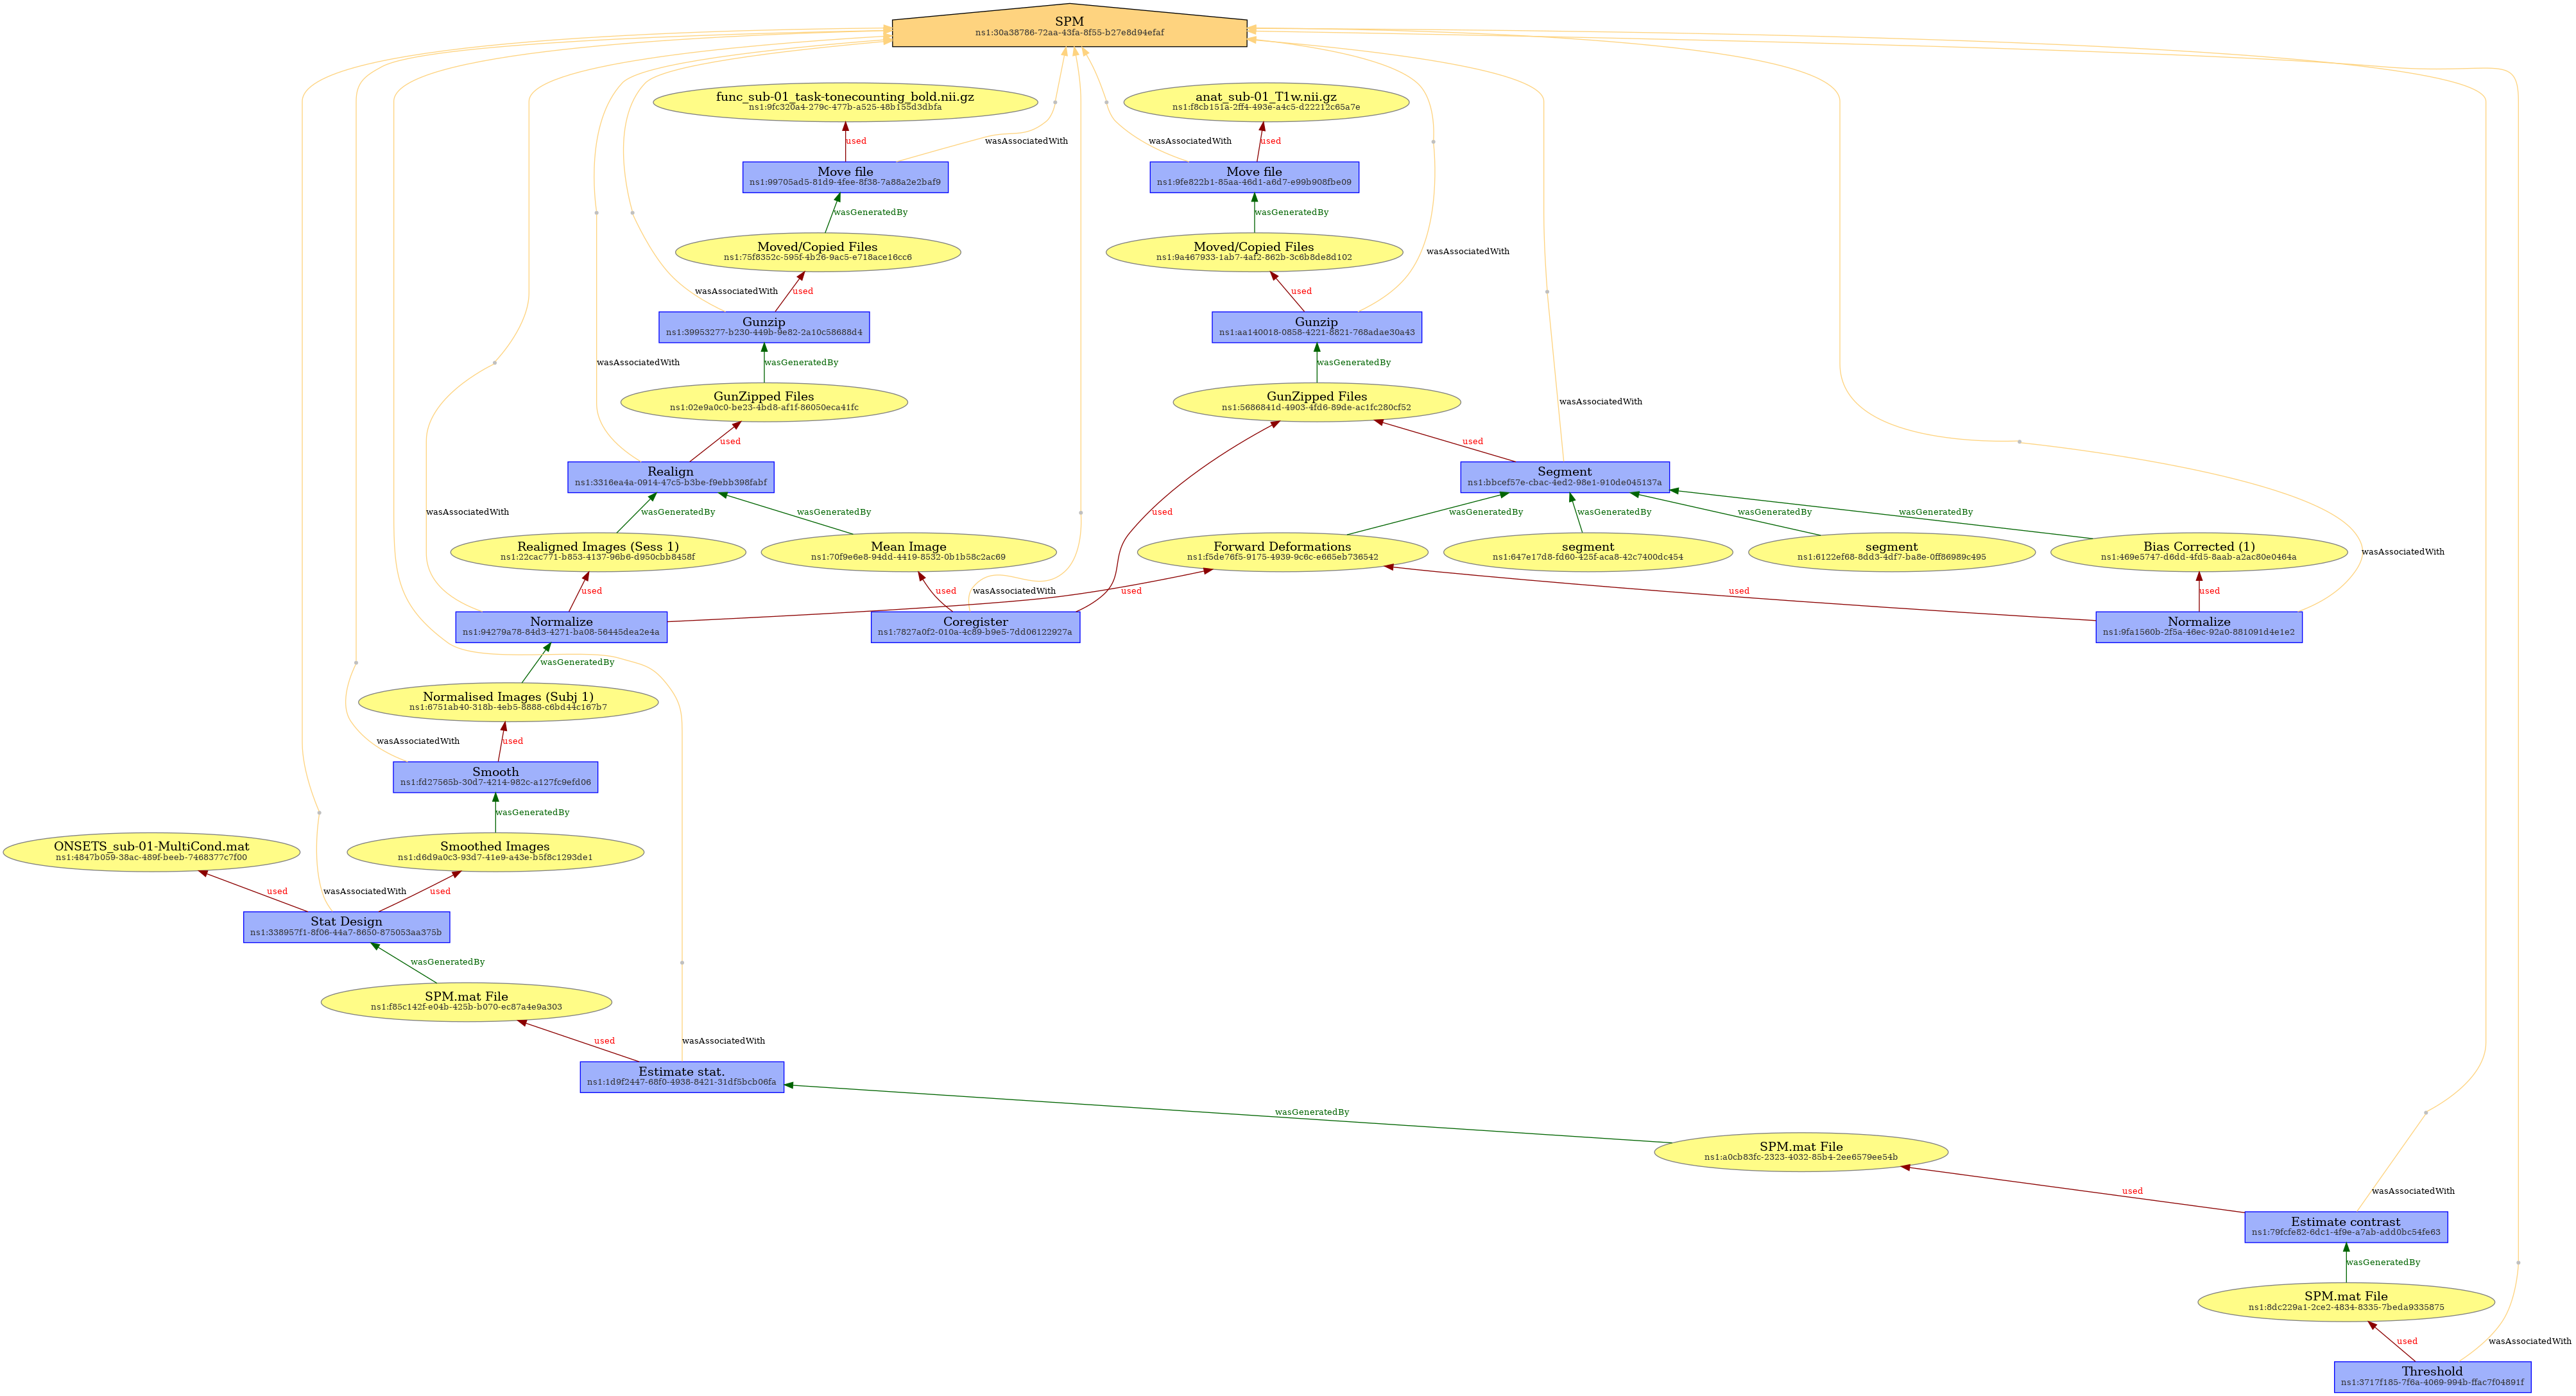 SPM
ns1:30a38786-72aa-43fa-8f55-b27e8d94efaf
func_sub-01_task-tonecounting_bold.nii.gz
ns1:9fc320a4-279c-477b-a525-48b155d3dbfa
anat_sub-01_T1w.nii.gz
ns1:f8cb151a-2ff4-493e-a4c5-d22212c65a7e
used
wasAssociatedWith
wasAssociatedWith
used
Move file
ns1:99705ad5-81d9-4fee-8f38-7a88a2e2baf9
Move file
ns1:9fe822b1-85aa-46d1-a6d7-e99b908fbe09
wasGeneratedBy
wasGeneratedBy
Moved/Copied Files
ns1:75f8352c-595f-4b26-9ac5-e718ace16cc6
Moved/Copied Files
ns1:9a467933-1ab7-4af2-862b-3c6b8de8d102
wasAssociatedWith
wasAssociatedWith
used
used
Gunzip
ns1:39953277-b230-449b-9e82-2a10c58688d4
Gunzip
ns1:aa140018-0858-4221-8821-768adae30a43
wasAssociatedWith
wasGeneratedBy
wasGeneratedBy
GunZipped Files
ns1:02e9a0c0-be23-4bd8-af1f-86050eca41fc
GunZipped Files
ns1:5686841d-4903-4fd6-89de-ac1fc280cf52
wasAssociatedWith
used
used
Realign
ns1:3316ea4a-0914-47c5-b3be-f9ebb398fabf
Segment
ns1:bbcef57e-cbac-4ed2-98e1-910de045137a
wasAssociatedWith
wasGeneratedBy
wasGeneratedBy
used
wasGeneratedBy
wasGeneratedBy
wasGeneratedBy
wasGeneratedBy
Realigned Images (Sess 1)
ns1:22cac771-b853-4137-96b6-d950cbb8458f
Mean Image
ns1:70f9e6e8-94dd-4419-8532-0b1b58c2ac69
Forward Deformations
ns1:f5de76f5-9175-4939-9c6c-e665eb736542
segment
ns1:647e17d8-fd60-425f-aca8-42c7400dc454
segment
ns1:6122ef68-8dd3-4df7-ba8e-0ff86989c495
Bias Corrected (1)
ns1:469e5747-d6dd-4fd5-8aab-a2ac80e0464a
wasAssociatedWith
used
used
wasAssociatedWith
used
used
used
Normalize
ns1:94279a78-84d3-4271-ba08-56445dea2e4a
Coregister
ns1:7827a0f2-010a-4c89-b9e5-7dd06122927a
Normalize
ns1:9fa1560b-2f5a-46ec-92a0-881091d4e1e2
wasGeneratedBy
Normalised Images (Subj 1)
ns1:6751ab40-318b-4eb5-8888-c6bd44c167b7
wasAssociatedWith
used
Smooth
ns1:fd27565b-30d7-4214-982c-a127fc9efd06
wasGeneratedBy
ONSETS_sub-01-MultiCond.mat
ns1:4847b059-38ac-489f-beeb-7468377c7f00
Smoothed Images
ns1:d6d9a0c3-93d7-41e9-a43e-b5f8c1293de1
used
wasAssociatedWith
used
Stat Design
ns1:338957f1-8f06-44a7-8650-875053aa375b
wasGeneratedBy
SPM.mat File
ns1:f85c142f-e04b-425b-b070-ec87a4e9a303
used
wasAssociatedWith
Estimate stat.
ns1:1d9f2447-68f0-4938-8421-31df5bcb06fa
wasGeneratedBy
SPM.mat File
ns1:a0cb83fc-2323-4032-85b4-2ee6579ee54b
used
wasAssociatedWith
Estimate contrast
ns1:79fcfe82-6dc1-4f9e-a7ab-add0bc54fe63
wasGeneratedBy
SPM.mat File
ns1:8dc229a1-2ce2-4834-8335-7beda9335875
used
wasAssociatedWith
Threshold
ns1:3717f185-7f6a-4069-994b-ffac7f04891f